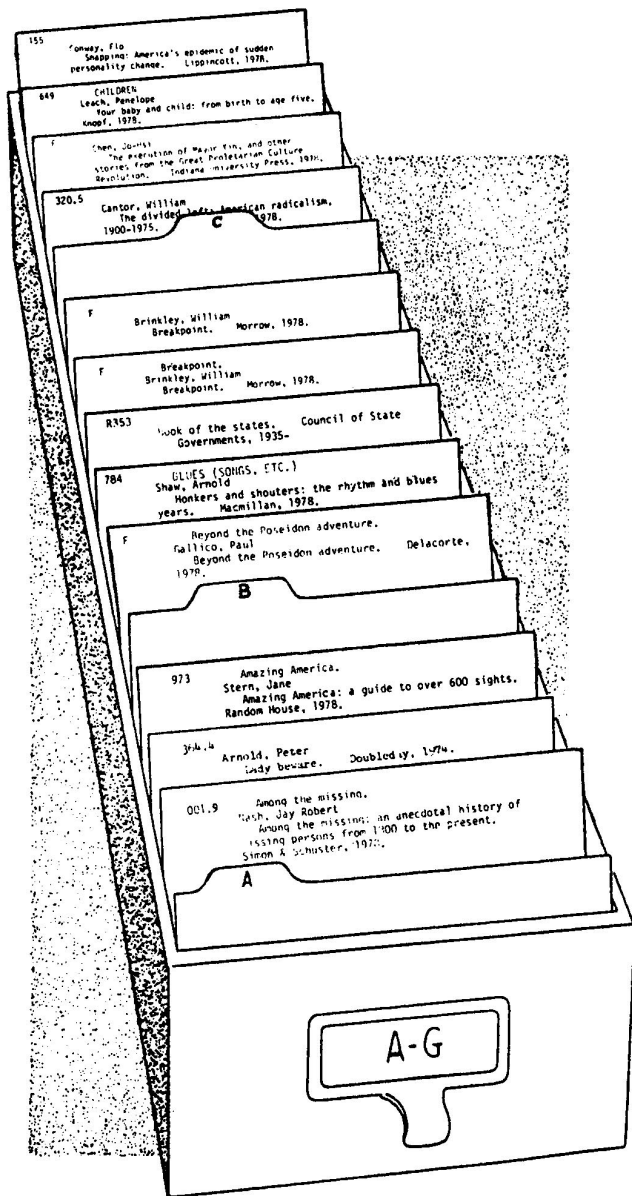 155
Conway, Flo
Snapping: America's epidemic of sudden
personality change. Lippincott, 1978.
649 CHILDREN
Leach, Penelope
Your baby and child: from birth to age five.
Knopf, 1978.
F Chen,
The execution of Mayor Yin, and other
stories from the Great Proletarian Culture
Revolution. Indiana University Press, 1978.
320.5 Cantor, William
The divided left: American radicalism,
1900-1975. 1978.
C
F Brinkley, William
Breakpoint. Morrow, 1978.
F Breakpoint.
Brinkley, William
Breakpoint. Morrow, 1978.
R353 Book of the states. Council of State
Governments, 1935-
784 BLUES (SONGS, ETC.)
Shaw, Arnold
Honkers and shouters: the rhythm and blues
years. Macmillan, 1978.
F Beyond the Poseidon adventure.
Gallico, Paul
Beyond the Poseidon adventure. Delacorte,
1978.
B
973 Amazing America.
Stern, Jane
Amazing America: a guide to over 600 sights.
Random House, 1978.
364.4
Arnold, Peter
Lady beware. Doubleday, 1974.
001.9 Among the missing.
Nash, Jay Robert
Among the missing: an anecdotal history of
missing persons from 1800 to the present.
Simon & Schuster, 1978.
A
A-G